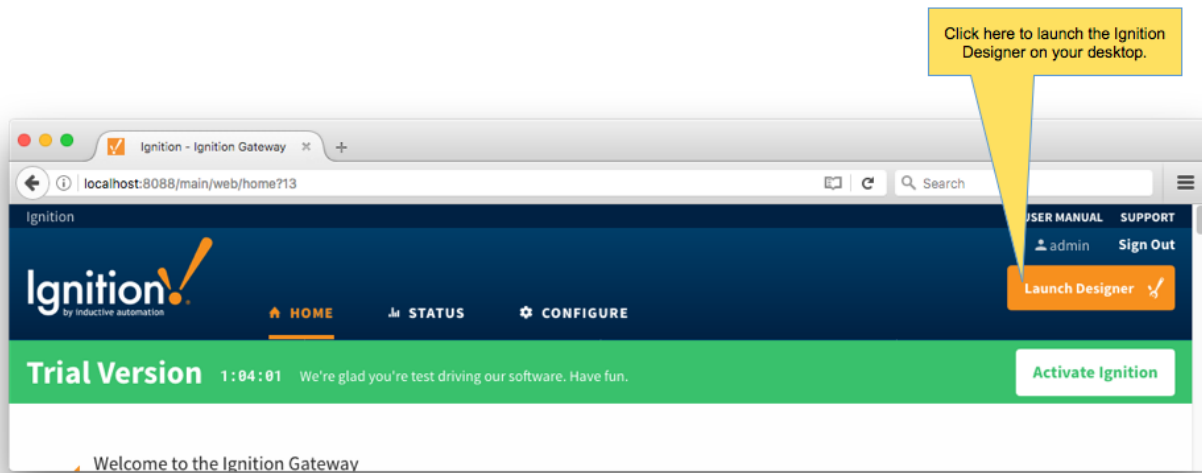 Click here to launch the Ignition
Designer on your desktop.
Ignition - Ignition Gateway
localhost:8088/main/web/home?13
Search
Ignition
USER MANUAL SUPPORT
admin Sign Out
Ignition!
by inductive automation
HOME STATUS CONFIGURE
Launch Designer
Trial Version 1:04:01 We're glad you're test driving our software. Have fun.
Activate Ignition
Welcome to the Ignition Gateway